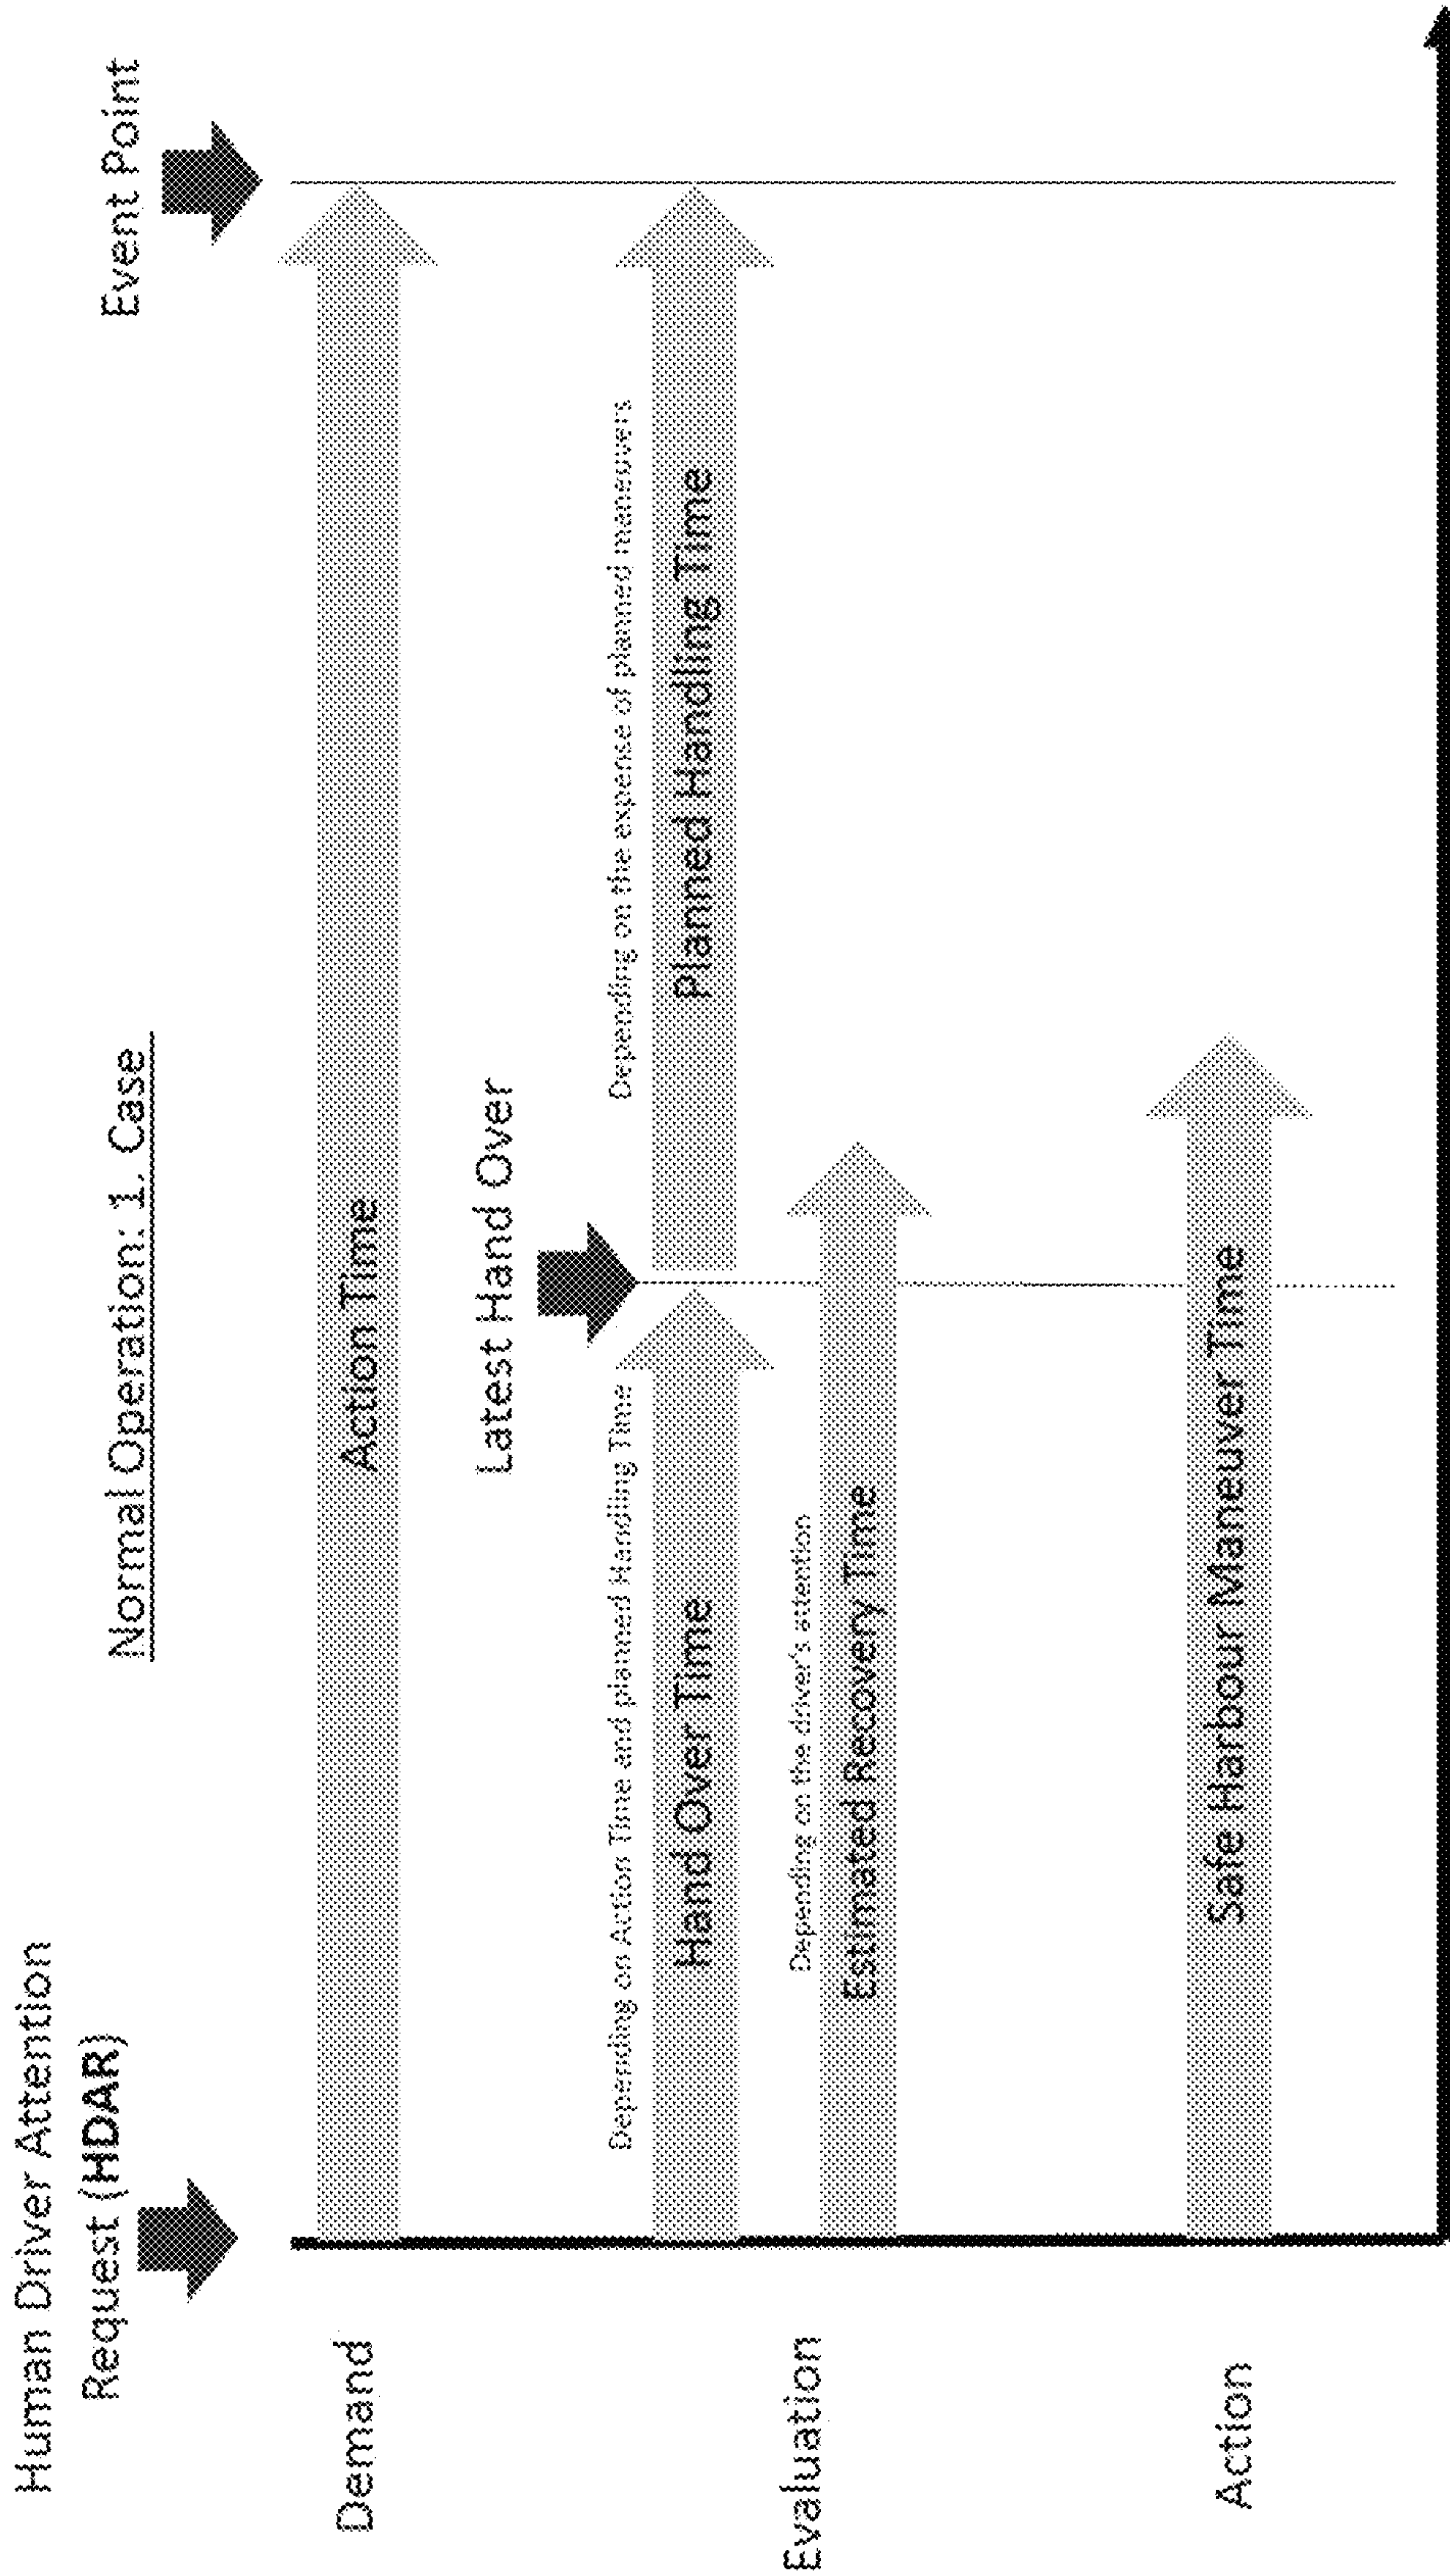 Human Driver Attention
Request (HDAR)
Normal Operation: 1. Case
Event Point
Demand
Action Time
Latest Hand Over
Depending on Action Time and planned Handling Time
Depending on the expense of planned maneuvers
Hand Over Time
Planned Handling Time
Evaluation
Depending on the driver's attention
Estimated Recovery Time
Action
Safe Harbour Maneuver Time